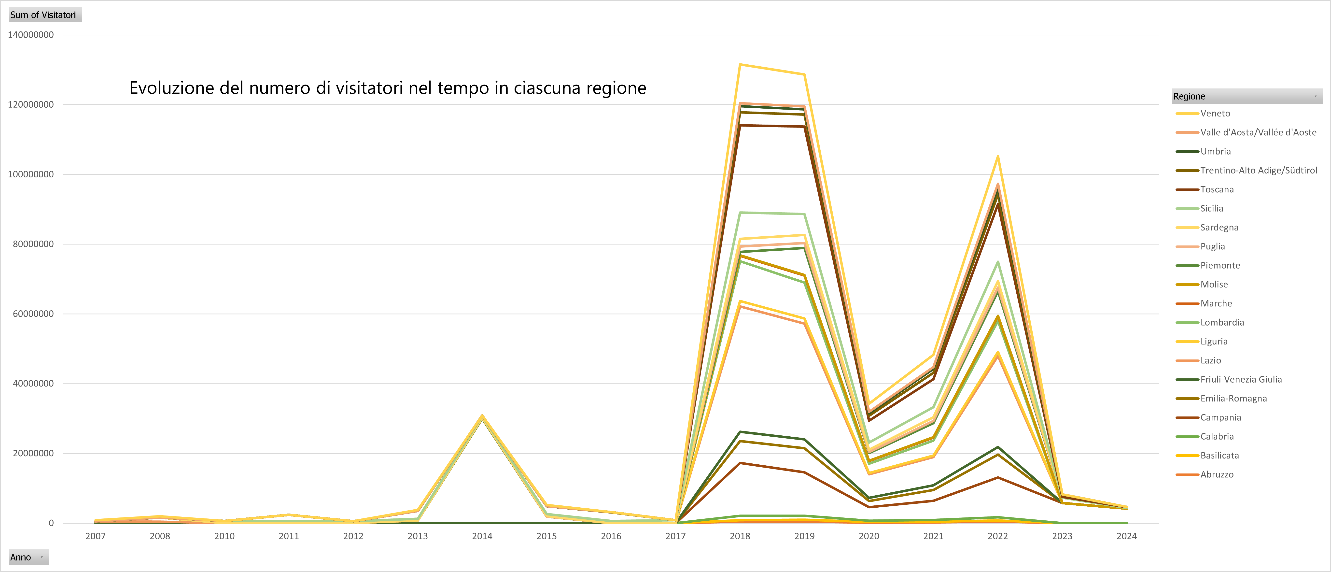 Sum of Visitatori
140000000
Evoluzione del numero di visitatori nel tempo in ciascuna regione
120000000
100000000
80000000
60000000
40000000
20000000
0
2007 2008 2010 2011 2012 2013 2014 2015 2016 2017 2018 2019 2020 2021 2022 2023 2024
Anno
Regione
Veneto
Valle d'Aosta/Vallée d'Aoste
Umbria
Trentino-Alto Adige/Südtirol
Toscana
Sicilia
Sardegna
Puglia
Piemonte
Molise
Marche
Lombardia
Liguria
Lazio
Friuli-Venezia Giulia
Emilia-Romagna
Campania
Calabria
Basilicata
Abruzzo